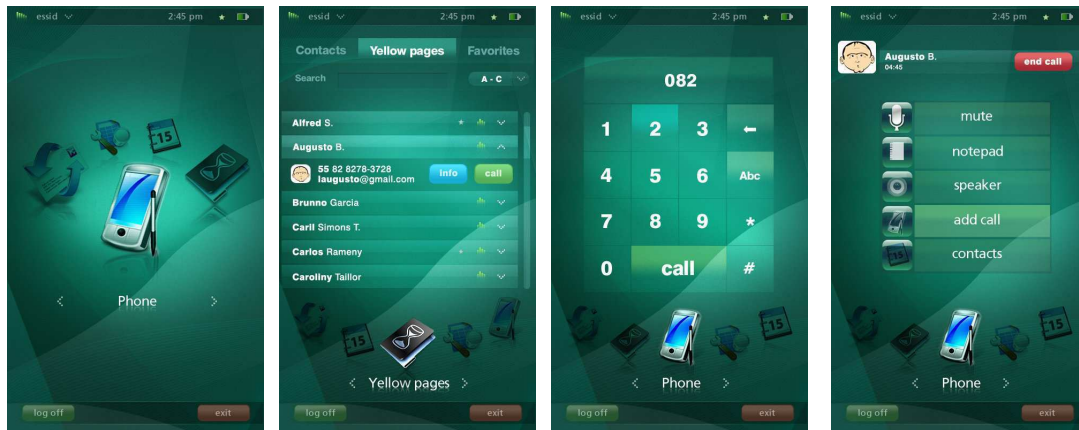 essid 2:45 pm
15
Phone
log off exit
essid 2:45 pm
Contacts Yellow pages Favorites
Search A - C
Alfred S.
Augusto B.
55 82 8278-3728
laugusto@gmail.com
info call
Brunno Garcia
Caril Simons T.
Carlos Rameny
Caroliny Taillor
15
Yellow pages
log off exit
essid 2:45 pm
082
1 2 3
4 5 6 Abc
7 8 9 *
0 call #
15
Phone
log off exit
essid 2:45 pm
Augusto B.
04:45
end call
mute
notepad
speaker
add call
contacts
15
Phone
log off exit